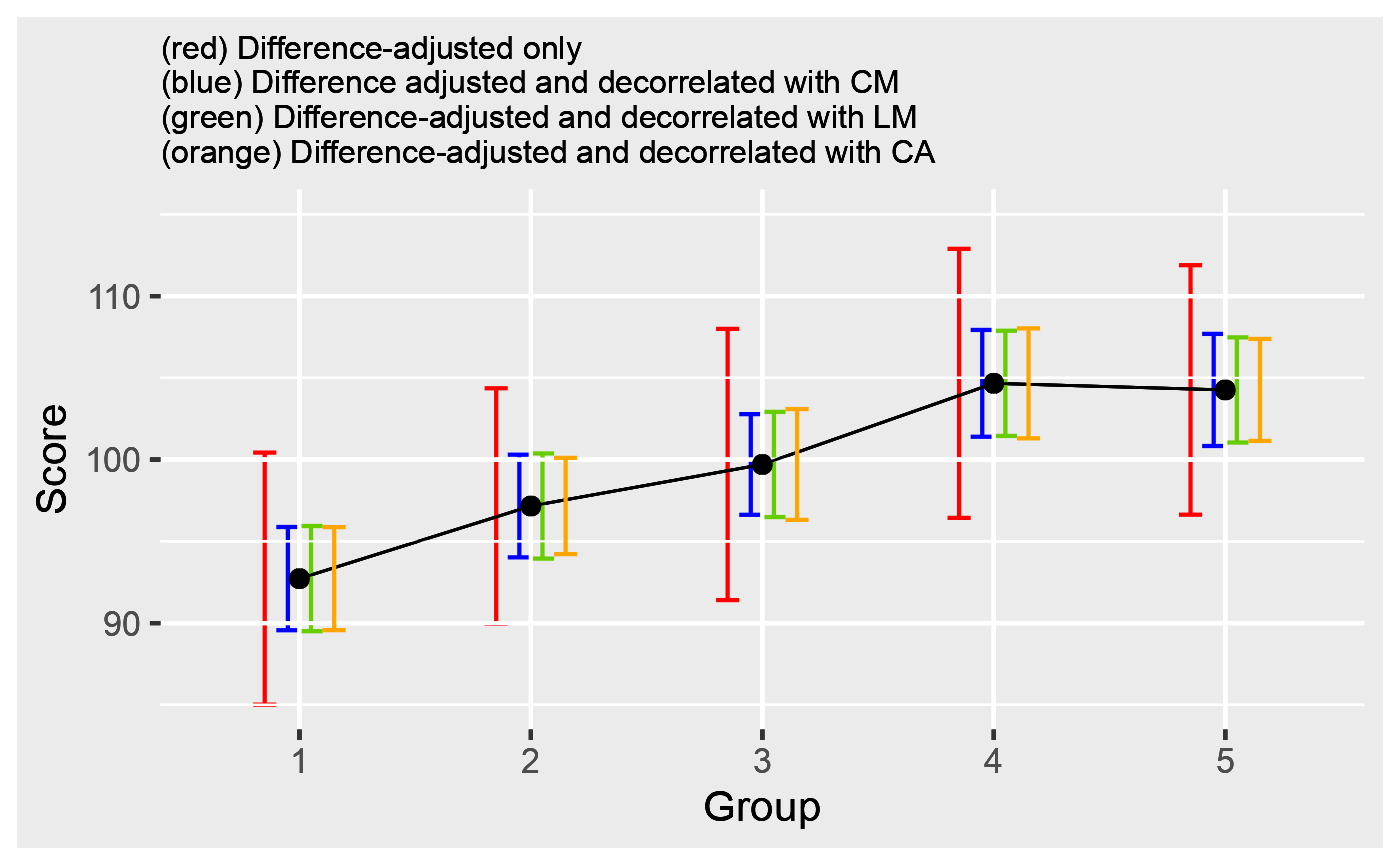 (red) Difference-adjusted only
(blue) Difference adjusted and decorrelated with CM
(green) Difference-adjusted and decorrelated with LM
(orange) Difference-adjusted and decorrelated with CA
110
100
90
Score
1 2 3 4 5
Group